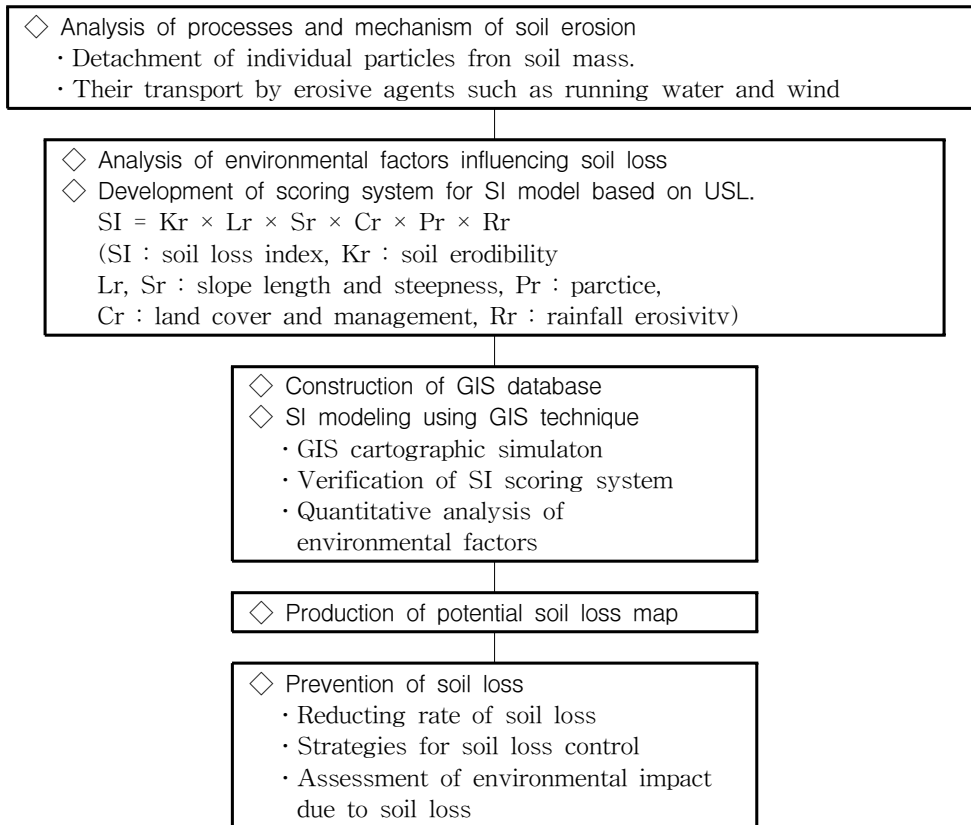 ◇ Analysis of processes and mechanism of soil erosion
· Detachment of individual particles fron soil mass.
· Their transport by erosive agents such as running water and wind
◇ Analysis of environmental factors influencing soil loss
◇ Development of scoring system for SI model based on USL.
SI = Kr × Lr × Sr × Cr × Pr × Rr
(SI : soil loss index, Kr : soil erodibility
Lr, Sr : slope length and steepness, Pr : parctice,
Cr : land cover and management, Rr : rainfall erosivitv)
◇ Construction of GIS database
◇ SI modeling using GIS technique
· GIS cartographic simulaton
· Verification of SI scoring system
· Quantitative analysis of
environmental factors
◇ Production of potential soil loss map
◇ Prevention of soil loss
· Reducting rate of soil loss
· Strategies for soil loss control
· Assessment of environmental impact
due to soil loss